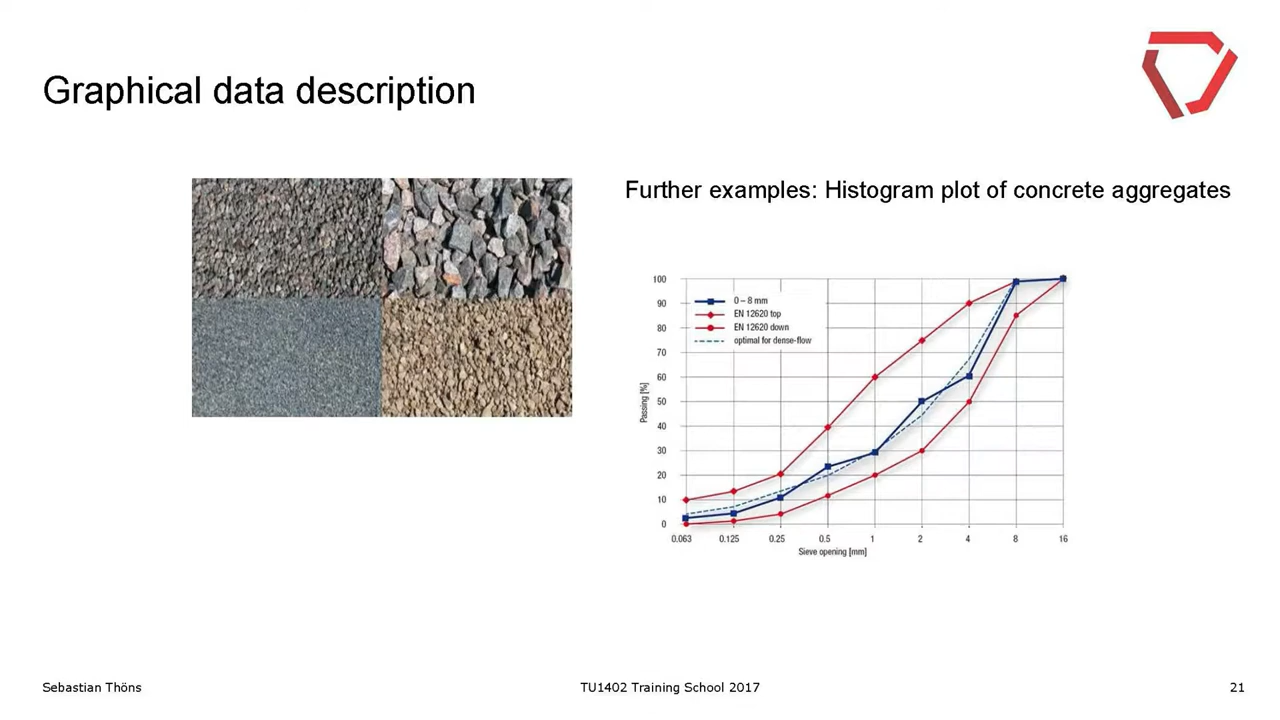 Graphical data description
Further examples: Histogram plot of concrete aggregates
100
90
80
70
60
50
40
30
20
10
0
Passing [%]
0 – 8 mm
EN 12620 top
EN 12620 down
optimal for dense-flow
0.063 0.125 0.25 0.5 1 2 4 8 16
Sieve opening [mm]
Sebastian Thöns TU1402 Training School 2017 21